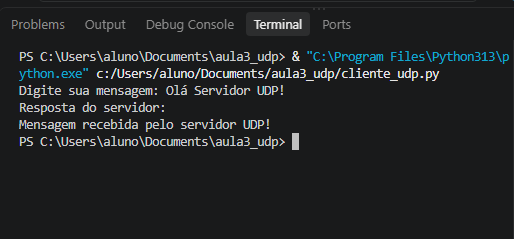 Problems Output Debug Console Terminal Ports
PS C:\Users\aluno\Documents\aula3_udp> & "C:\Program Files\Python313\p
ython.exe" c:/Users/aluno/Documents/aula3_udp/cliente_udp.py
Digite sua mensagem: Olá Servidor UDP!
Resposta do servidor:
Mensagem recebida pelo servidor UDP!
PS C:\Users\aluno\Documents\aula3_udp>